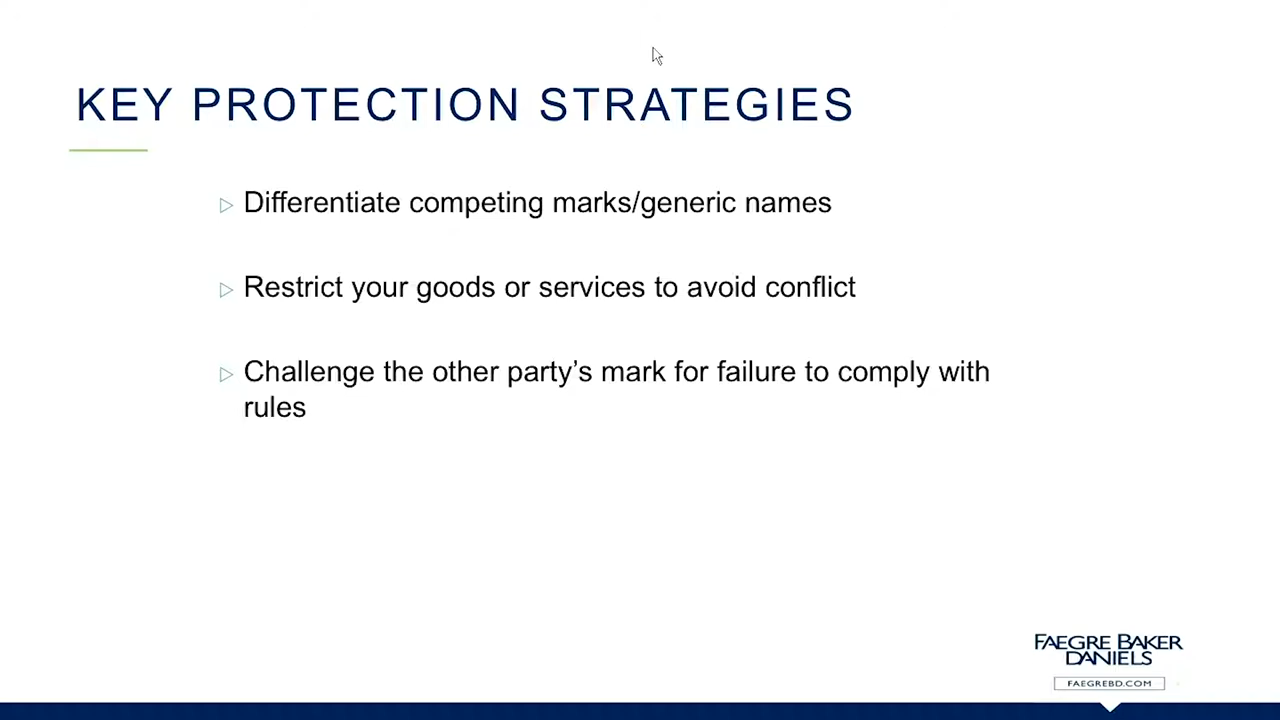 KEY PROTECTION STRATEGIES
Differentiate competing marks/generic names
Restrict your goods or services to avoid conflict
Challenge the other party’s mark for failure to comply with
rules
FAEGRE BAKER
DANIELS
FAEGREBD.COM